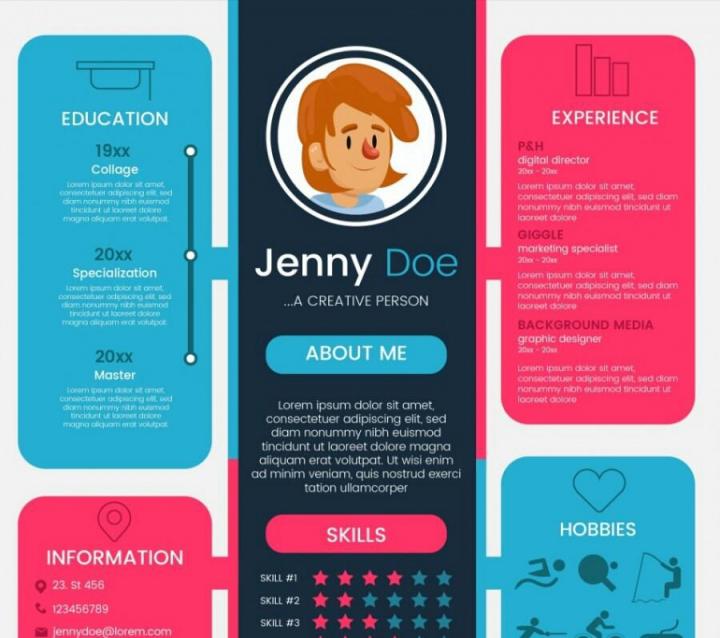 EDUCATION
19xx
Collage
Lorem ipsum dolor sit amet,
consectetuer adipiscing elit, sed diam
nonummy nibh euismod
tincidunt ut laoreet dolore
magna aliquam erat volutpat.
20xx
Specialization
Lorem ipsum dolor sit amet,
consectetuer adipiscing elit, sed diam
nonummy nibh euismod
tincidunt ut laoreet dolore
magna aliquam erat volutpat.
20xx
Master
Lorem ipsum dolor sit amet,
consectetuer adipiscing elit, sed diam
nonummy nibh euismod
tincidunt ut laoreet dolore
magna aliquam erat volutpat.
INFORMATION
23. St 456
123456789
jennydoe@lorem.com
Jenny Doe
...A CREATIVE PERSON
ABOUT ME
Lorem ipsum dolor sit amet,
consectetuer adipiscing elit, sed
diam nonummy nibh euismod
tincidunt ut laoreet dolore magna
aliquam erat volutpat. Ut wisi enim
ad minim veniam, quis nostrud exerci
tation ullamcorper
SKILLS
SKILL #1
SKILL #2
SKILL #3
EXPERIENCE
P&H
digital director
20xx - 20xx
Lorem ipsum dolor sit amet,
consectetuer adipiscing elit, sed diam
nonummy nibh euismod tincidunt ut
laoreet dolore
GIGGLE
marketing specialist
20xx - 20xx
Lorem ipsum dolor sit amet,
consectetuer adipiscing elit, sed diam
nonummy nibh euismod tincidunt ut
laoreet dolore
BACKGROUND MEDIA
graphic designer
20xx - 20xx
Lorem ipsum dolor sit amet,
consectetuer adipiscing elit, sed diam
nonummy nibh euismod tincidunt ut
laoreet dolore
HOBBIES